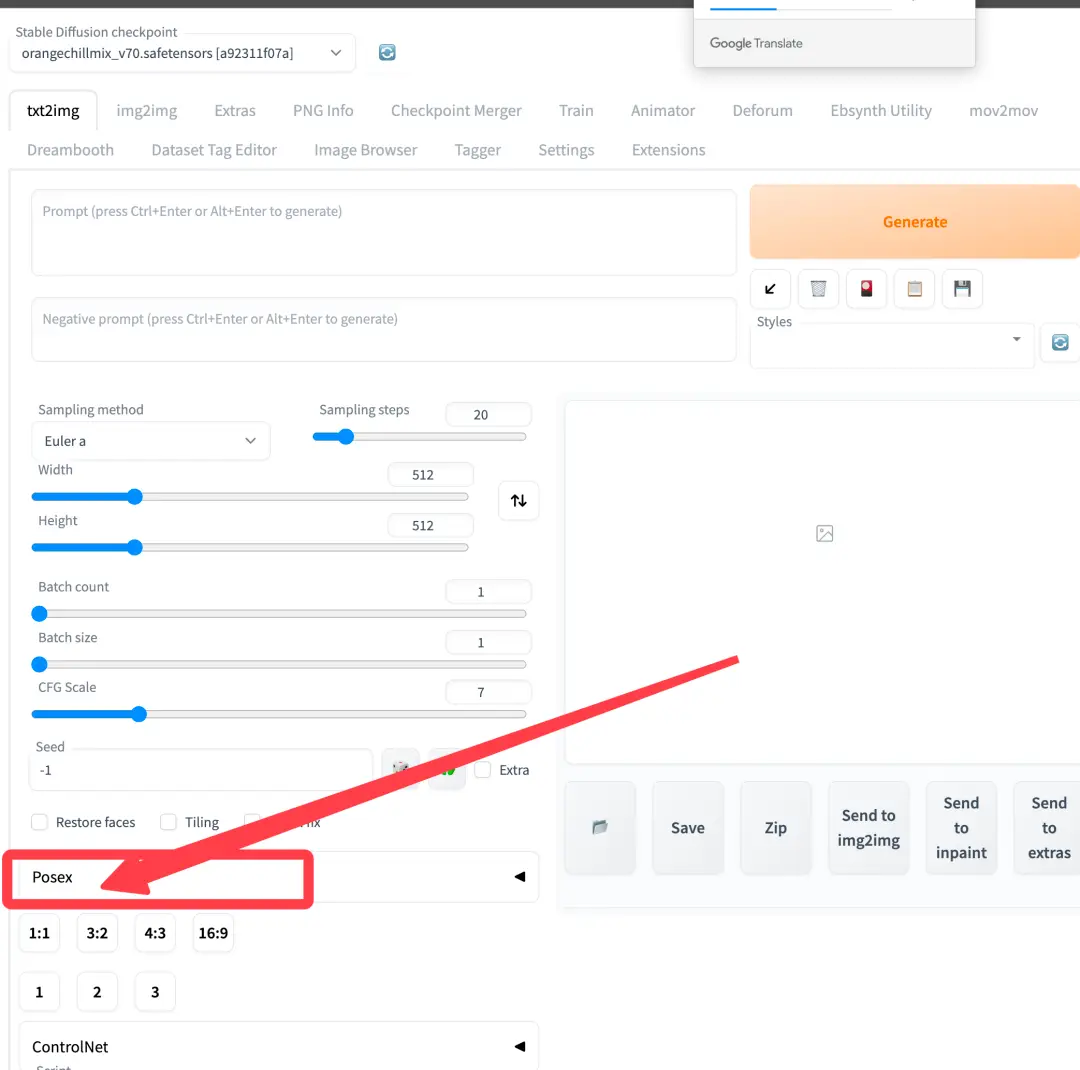 Stable Diffusion checkpoint
orangechillmix_v70.safetensors [a92311f07a]
Google Translate
txt2img img2img Extras PNG Info Checkpoint Merger Train Animator Deforum Ebsynth Utility mov2mov
Dreambooth Dataset Tag Editor Image Browser Tagger Settings Extensions
Prompt (press Ctrl+Enter or Alt+Enter to generate)
Generate
Negative prompt (press Ctrl+Enter or Alt+Enter to generate)
Styles
Sampling method
Euler a
Sampling steps
20
Width
512
Height
512
Batch count
1
Batch size
1
CFG Scale
7
Seed
-1
Extra
Restore faces Tiling
Posex
1:1 3:2 4:3 16:9
1 2 3
ControlNet
Script
Save
Zip
Send to
img2img
Send
to
inpaint
Send
to
extras